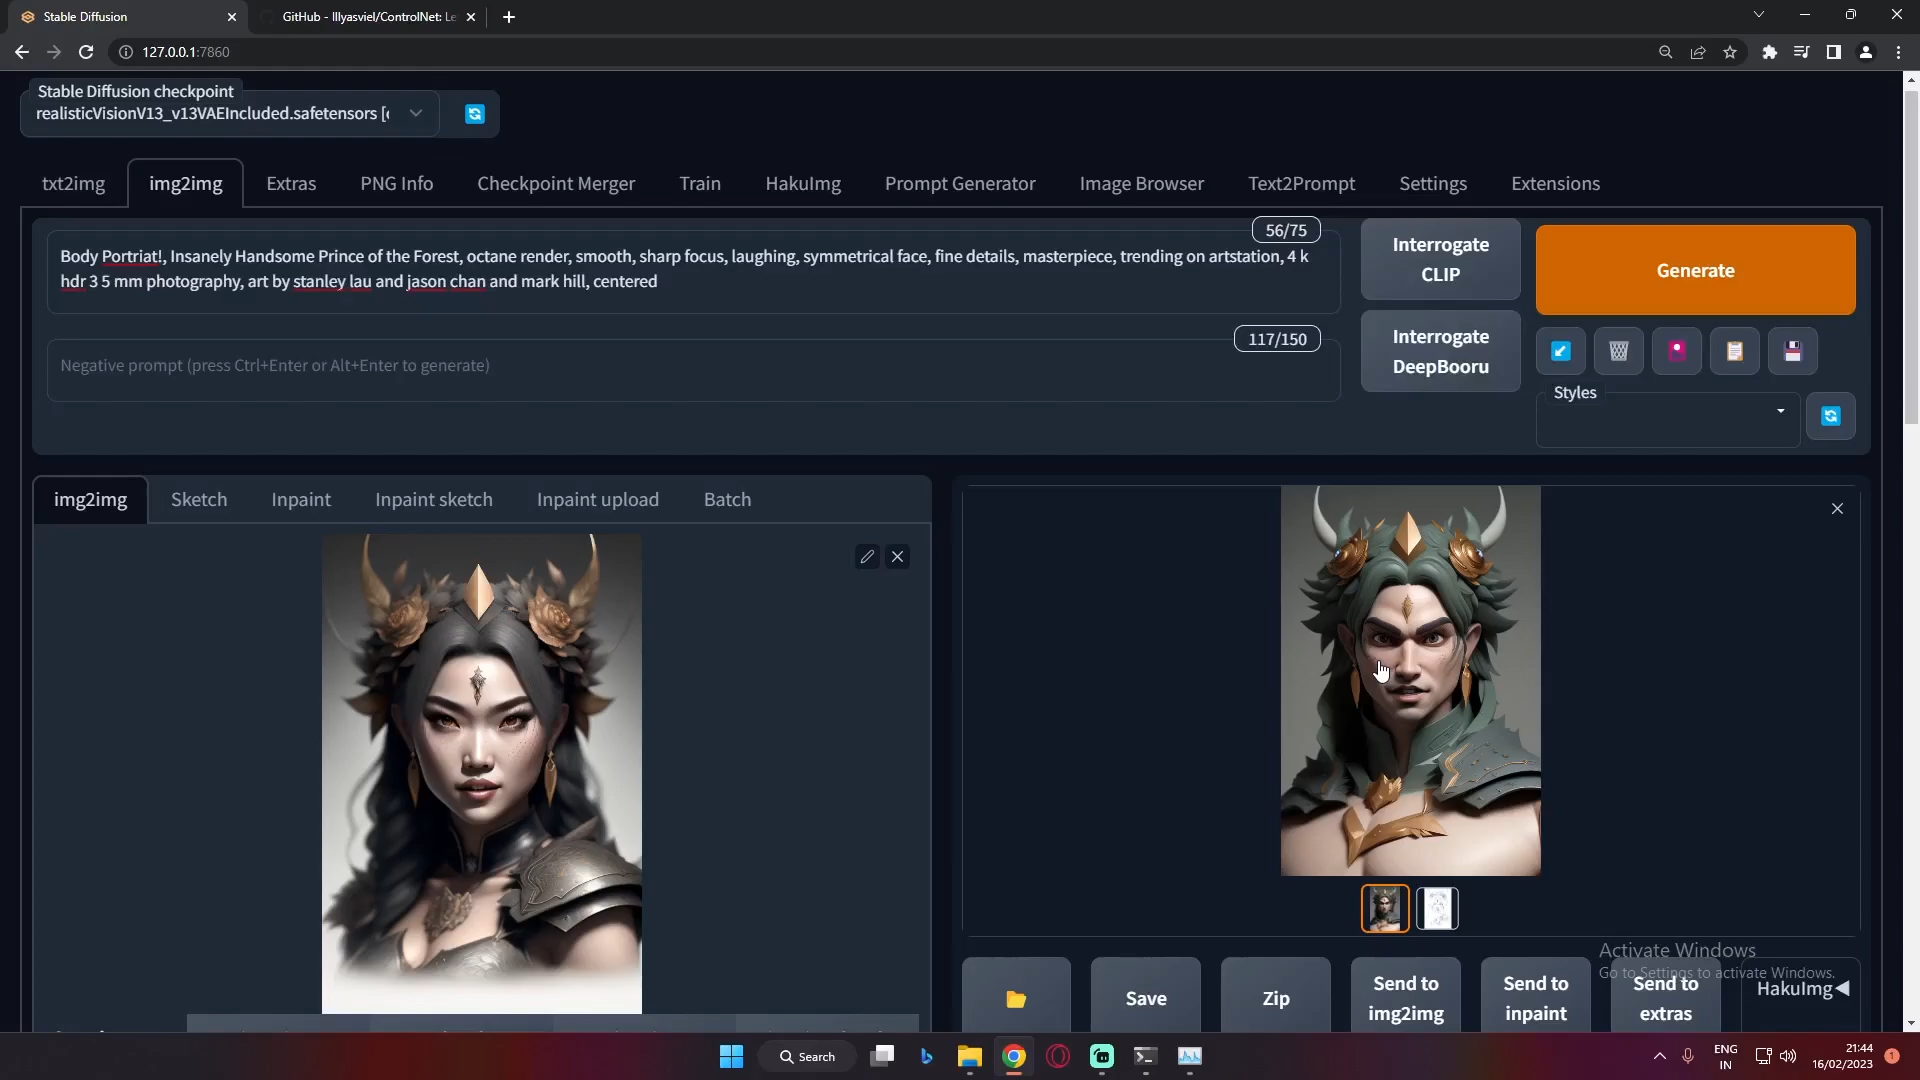 Stable Diffusion
GitHub - lllyasviel/ControlNet: Le
127.0.0.1:7860
Stable Diffusion checkpoint
realisticVisionV13_v13VAEIncluded.safetensors [
txt2img
img2img
Extras
PNG Info
Checkpoint Merger
Train
HakuImg
Prompt Generator
Image Browser
Text2Prompt
Settings
Extensions
56/75
Body Portriat!, Insanely Handsome Prince of the Forest, octane render, smooth, sharp focus, laughing, symmetrical face, fine details, masterpiece, trending on artstation, 4 k
hdr 3 5 mm photography, art by stanley lau and jason chan and mark hill, centered
Interrogate
CLIP
Generate
117/150
Negative prompt (press Ctrl+Enter or Alt+Enter to generate)
Interrogate
DeepBooru
Styles
img2img
Sketch
Inpaint
Inpaint sketch
Inpaint upload
Batch
Activate Windows
Go to Settings to activate Windows.
Save
Zip
Send to
img2img
Send to
inpaint
Send to
extras
HakuImg◀
Search
ENG
IN
21:44
16/02/2023
1